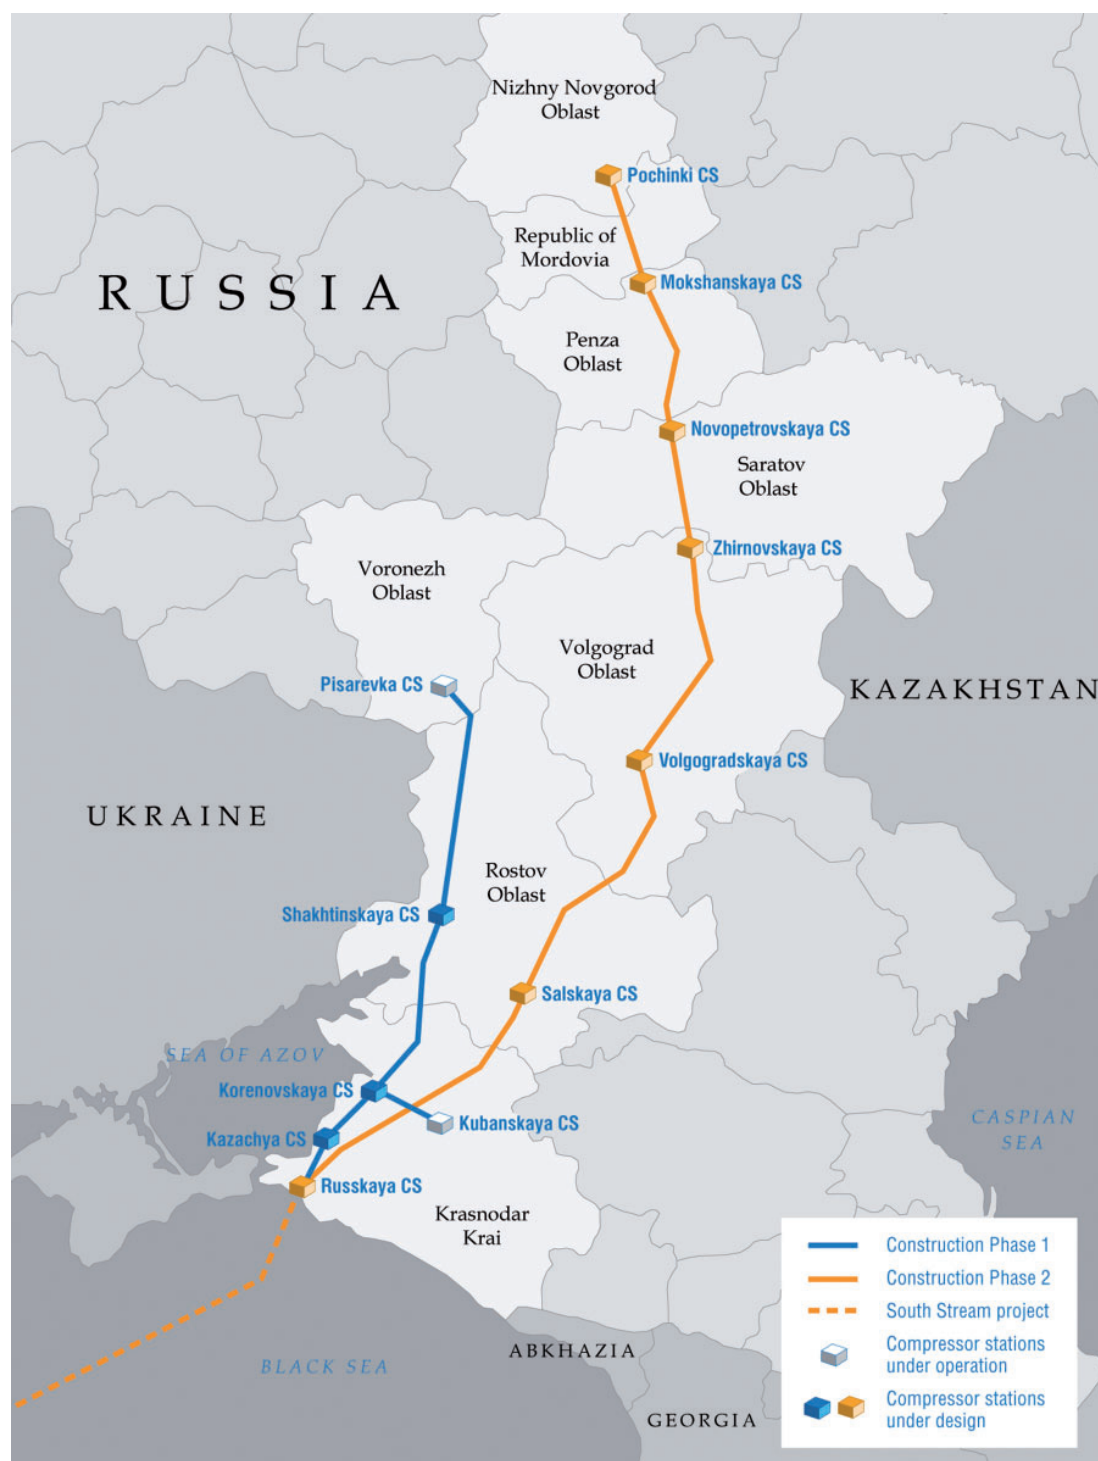 Nizhny Novgorod
Oblast
Pochinki CS
Republic of
Mordovia
Mokshanskaya CS
RUSSIA
Penza
Oblast
Novopetrovskaya CS
Saratov
Oblast
Zhirnovskaya CS
Voronezh
Oblast
Volgograd
Oblast
Pisarevka CS
KAZAKHSTAN
Volgogradskaya CS
UKRAINE
Rostov
Oblast
Shakhtinskaya CS
Salskaya CS
SEA OF AZOV
Korenovskaya CS
Kubanskaya CS
CASPIAN
SEA
Kazachya CS
Russkaya CS
Krasnodar
Krai
Construction Phase 1
Construction Phase 2
South Stream project
Compressor stations
under operation
Compressor stations
under design
ABKHAZIA
BLACK SEA
GEORGIA